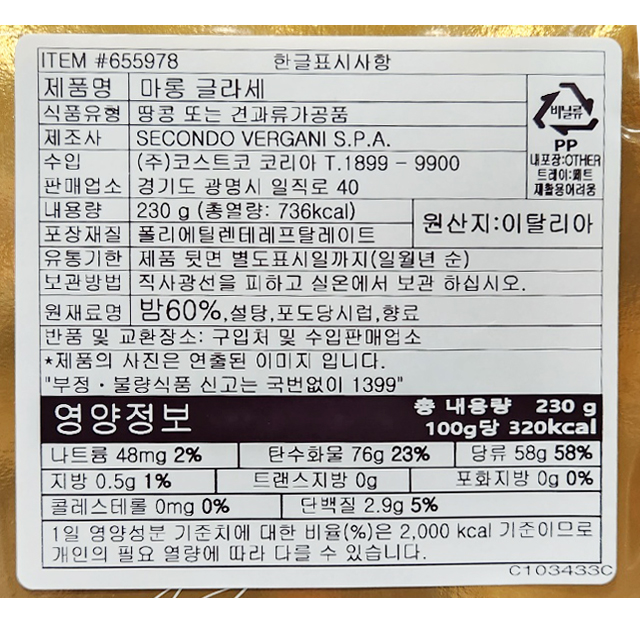 ITEM #655978 한글표시사항
제품명 마롱 글라세
식품유형 땅콩 또는 견과류가공품
제조사 SECONDO VERGANI S.P.A.
수입 (주)코스트코 코리아 T.1899 - 9900
판매업소 경기도 광명시 일직로 40
비닐류
PP
내포장:OTHER
트레이:페트
재활용어려움
내용량 230 g (총열량: 736kcal)
포장재질 폴리에틸렌테레프탈레이트
원산지:이탈리아
유통기한 제품 뒷면 별도표시일까지(일월년 순)
보관방법 직사광선을 피하고 실온에서 보관 하십시오.
원재료명 밤60%,설탕,포도당시럽,향료
반품 및 교환장소: 구입처 및 수입판매업소
*제품의 사진은 연출된 이미지 입니다.
"부정·불량식품 신고는 국번없이 1399"
영양정보 총 내용량 230 g
100g당 320kcal
나트륨 48mg 2% 탄수화물 76g 23% 당류 58g 58%
지방 0.5g 1% 트랜스지방 0g 포화지방 0g 0%
콜레스테롤 0mg 0% 단백질 2.9g 5%
1일 영양성분 기준치에 대한 비율(%)은 2,000 kcal 기준이므로
개인의 필요 열량에 따라 다를 수 있습니다.
C103433C